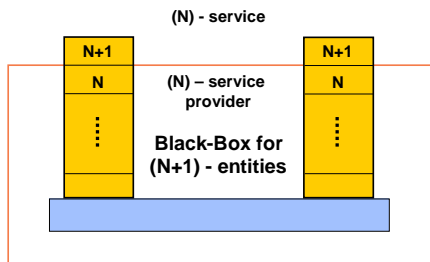 (N) - service
N+1
N+1
N
(N) – service
provider
N
Black-Box for
(N+1) - entities